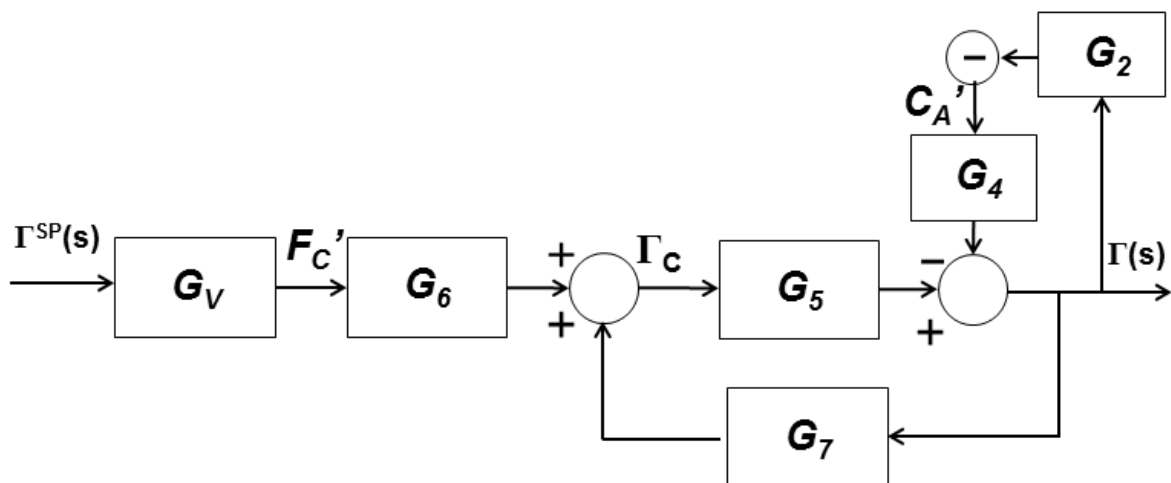 G2
−
CA'
G4
ΓSP(s)
GV
FC'
G6
+
+
ΓC
G5
−
+
Γ(s)
G7